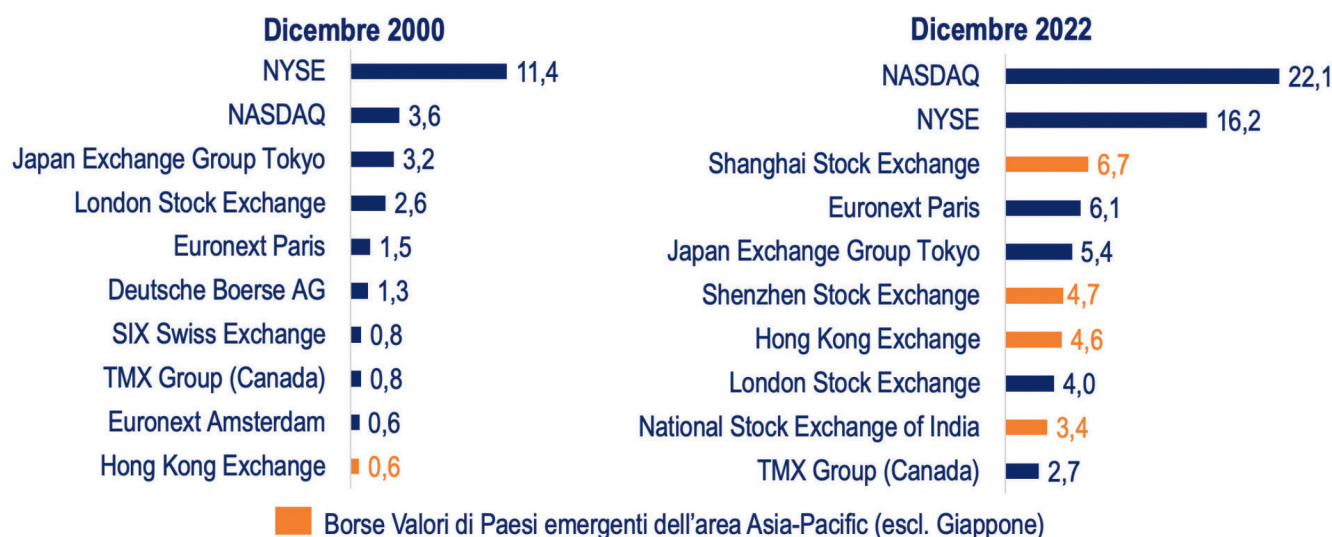 Dicembre 2000
NYSE 11,4
NASDAQ 3,6
Japan Exchange Group Tokyo 3,2
London Stock Exchange 2,6
Euronext Paris 1,5
Deutsche Boerse AG 1,3
SIX Swiss Exchange 0,8
TMX Group (Canada) 0,8
Euronext Amsterdam 0,6
Hong Kong Exchange 0,6
Dicembre 2022
NASDAQ 22,1
NYSE 16,2
Shanghai Stock Exchange 6,7
Euronext Paris 6,1
Japan Exchange Group Tokyo 5,4
Shenzhen Stock Exchange 4,7
Hong Kong Exchange 4,6
London Stock Exchange 4,0
National Stock Exchange of India 3,4
TMX Group (Canada) 2,7
Borse Valori di Paesi emergenti dell'area Asia-Pacific (escl. Giappone)